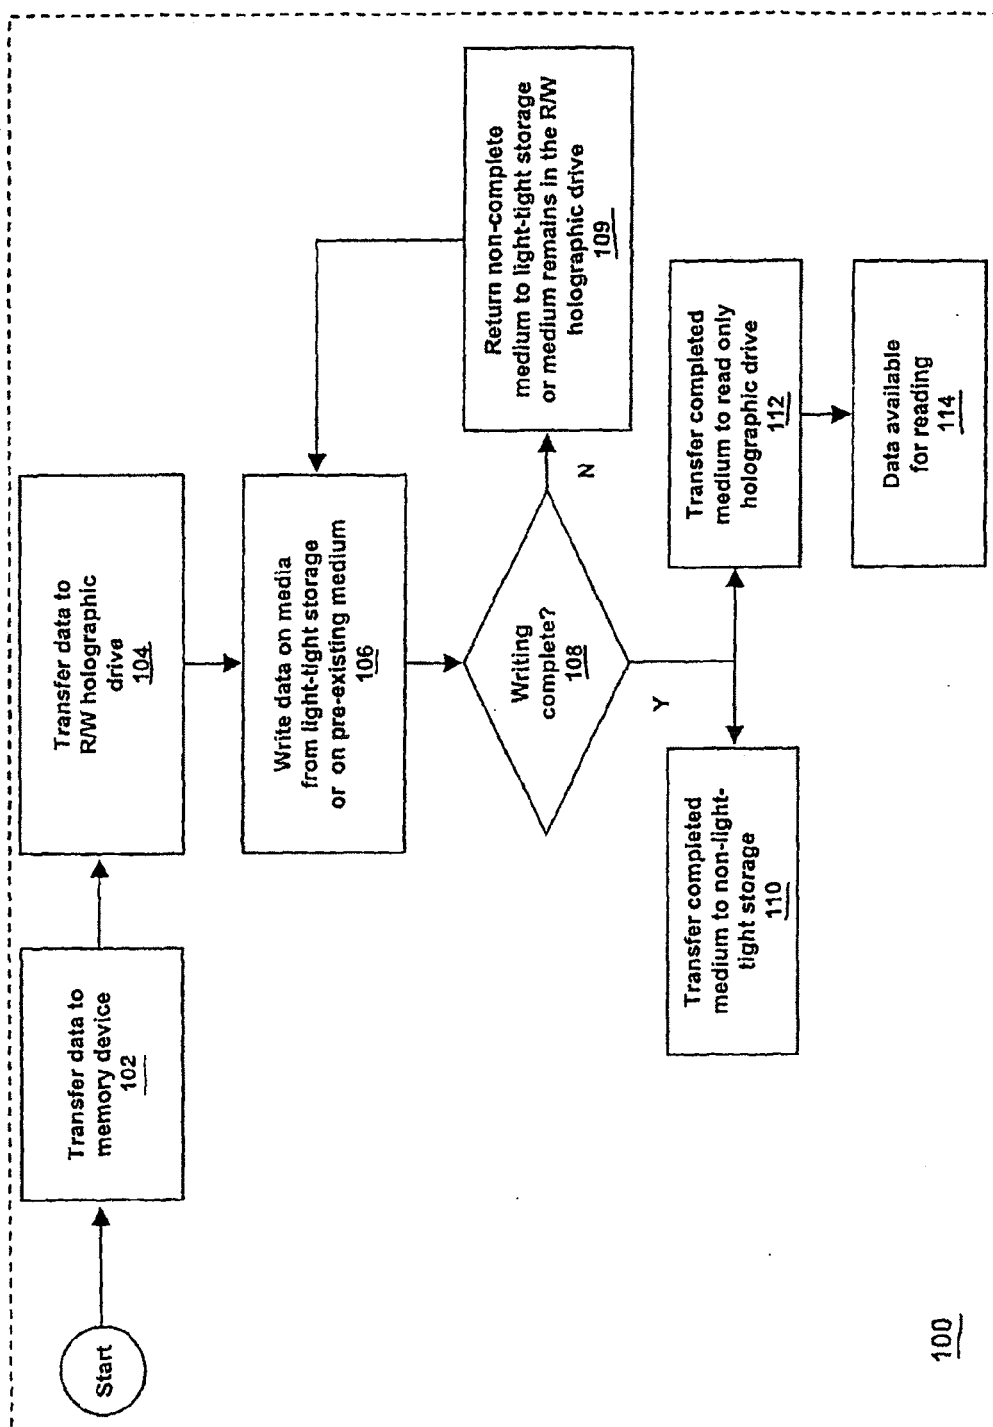 Start
Transfer data to
memory device
102
Transfer data to
R/W holographic
drive
104
Write data on media
from light-tight storage
or on pre-existing medium
106
Writing
complete?
108
N
Return non-complete
medium to light-tight storage
or medium remains in the R/W
holographic drive
109
Y
Transfer completed
medium to non-light-
tight storage
110
Transfer completed
medium to read only
holographic drive
112
Data available
for reading
114
100